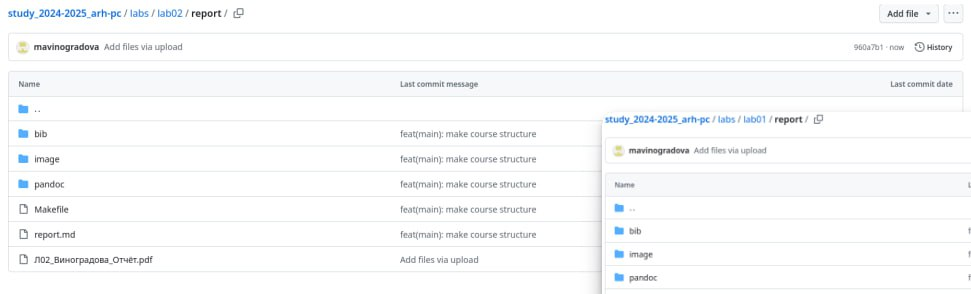 study_2024-2025_arh-pc / labs / lab02 / report /
Add file
mavinogradova Add files via upload
960a7b1 · now History
Name Last commit message Last commit date
..
bib feat(main): make course structure
image feat(main): make course structure
pandoc feat(main): make course structure
Makefile feat(main): make course structure
report.md feat(main): make course structure
Л02_Виноградова_Отчёт.pdf Add files via upload
study_2024-2025_arh-pc / labs / lab01 / report /
mavinogradova Add files via upload
Name
..
bib
image
pandoc